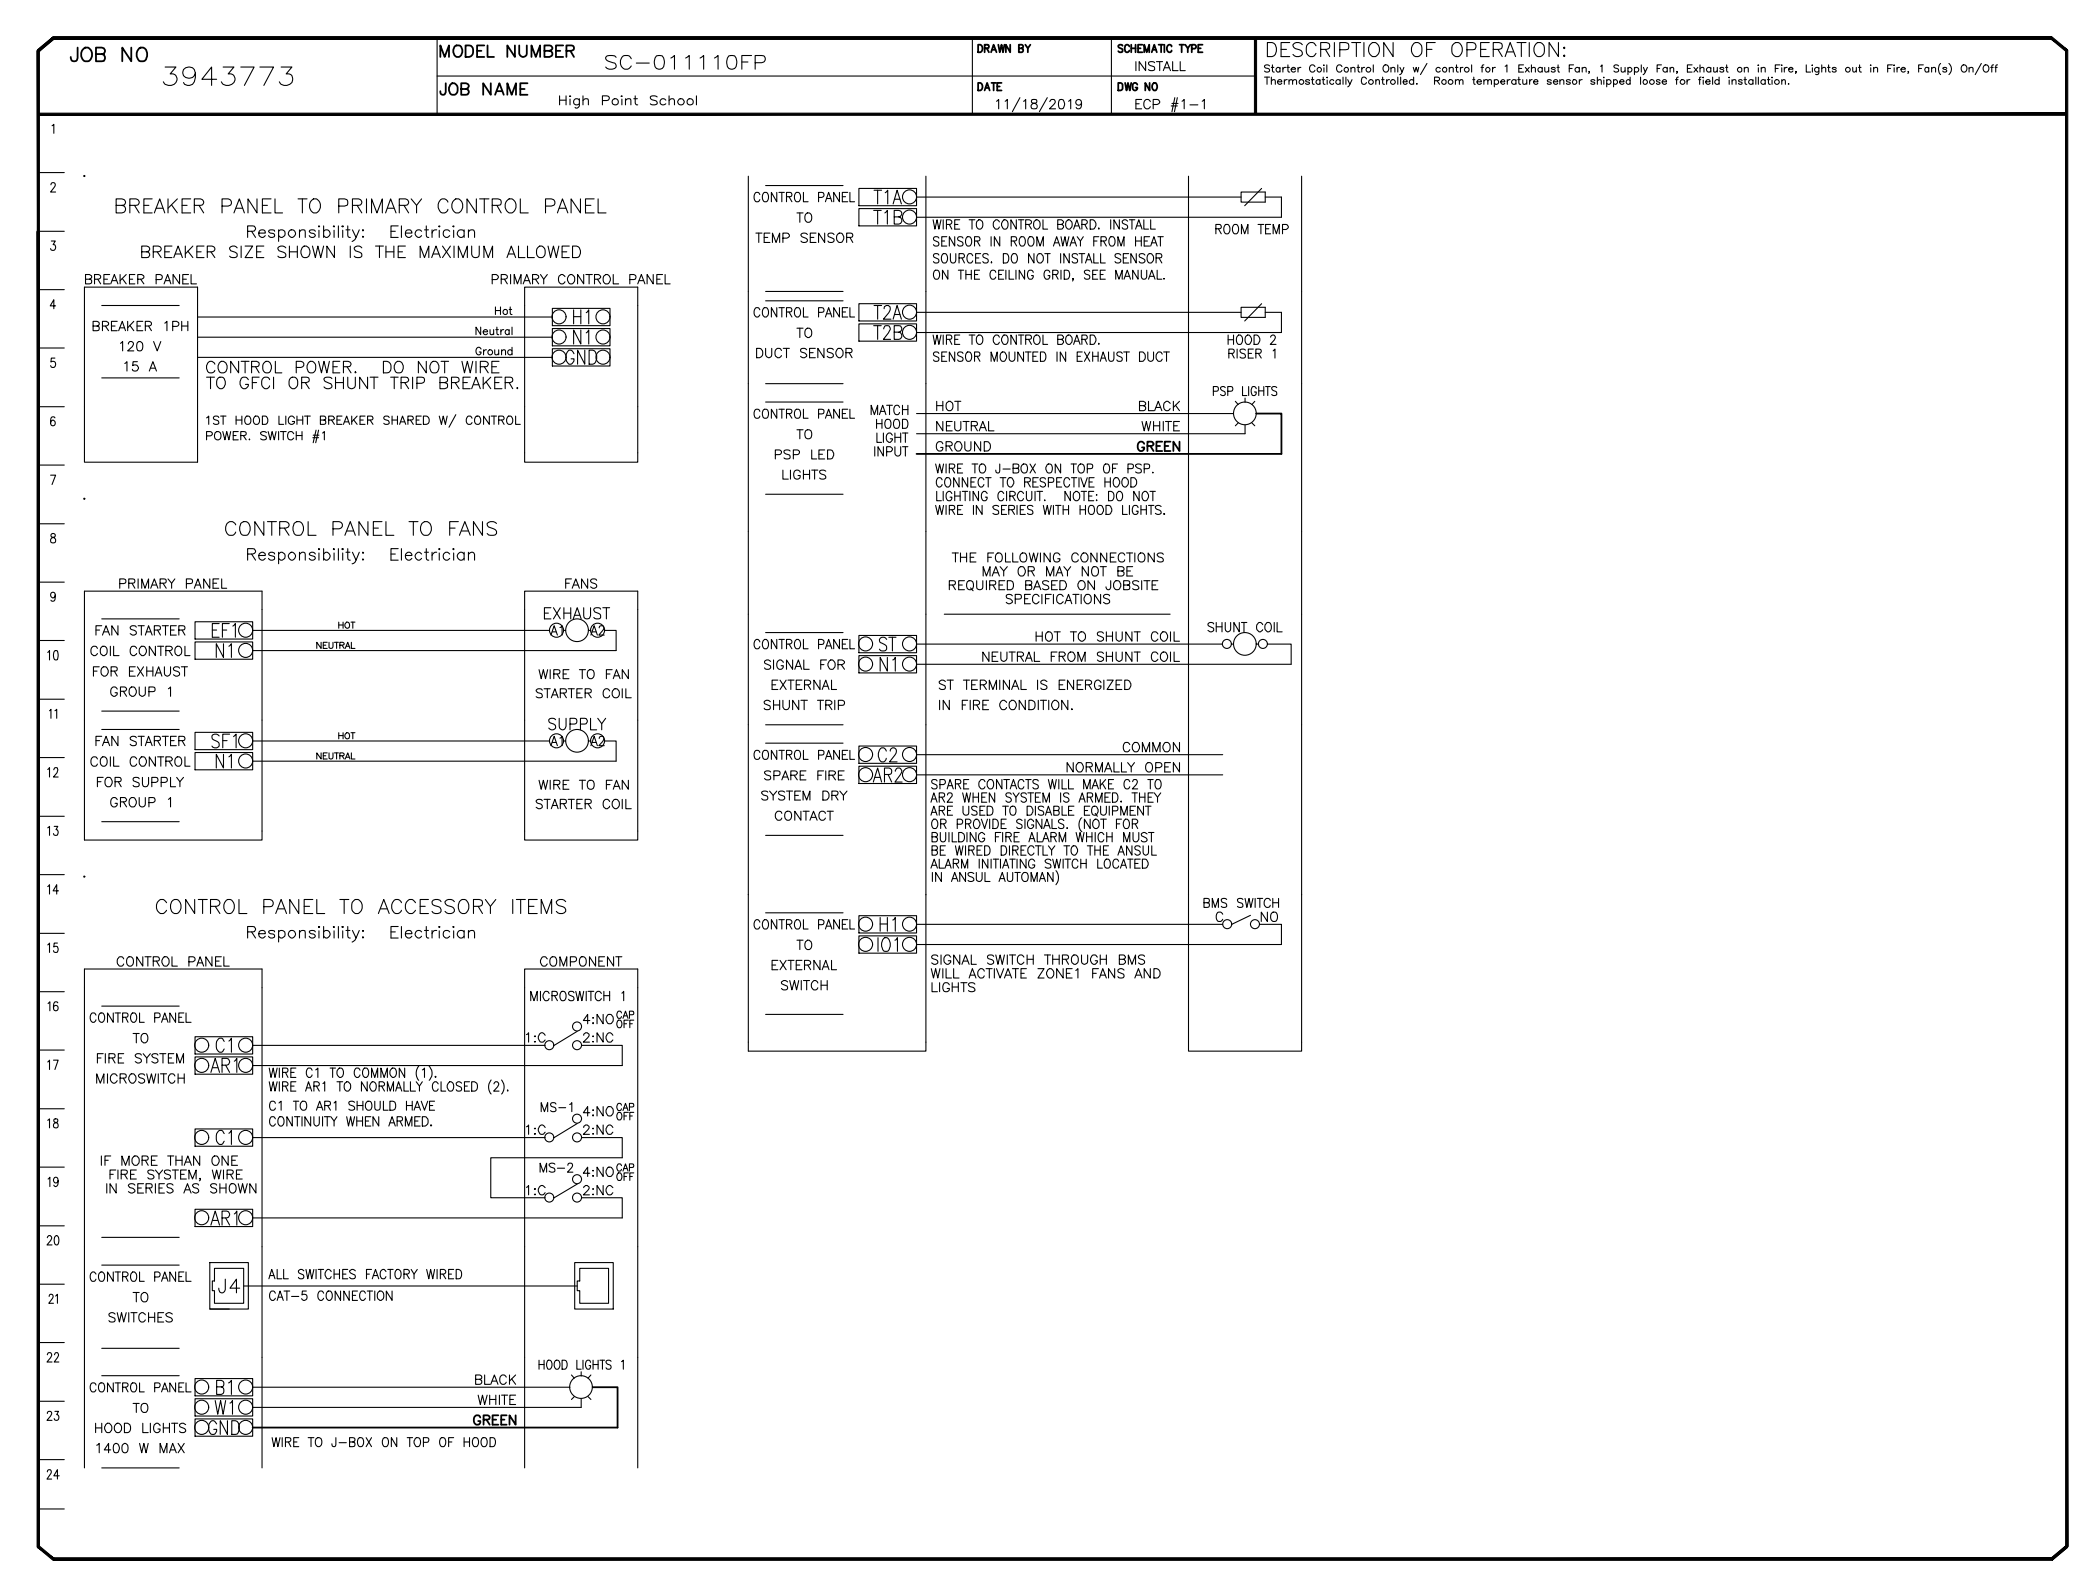 JOB NO
3943773
MODEL NUMBER SC-011110FP
JOB NAME High Point School
DRAWN BY
DATE
11/18/2019
SCHEMATIC TYPE
INSTALL
DWG NO
ECP #1-1
DESCRIPTION OF OPERATION:
Starter Coil Control Only w/ control for 1 Exhaust Fan, 1 Supply Fan, Exhaust on in Fire, Lights out in Fire, Fan(s) On/Off
Thermostatically Controlled. Room temperature sensor shipped loose for field installation.
1
2
3
4
5
6
7
8
9
10
11
12
13
14
15
16
17
18
19
20
21
22
23
24
BREAKER PANEL TO PRIMARY CONTROL PANEL
Responsibility: Electrician
BREAKER SIZE SHOWN IS THE MAXIMUM ALLOWED
BREAKER PANEL
PRIMARY CONTROL PANEL
BREAKER 1PH
120 V
15 A
Hot
H1
Neutral
N1
Ground
GND
CONTROL POWER. DO NOT WIRE
TO GFCI OR SHUNT TRIP BREAKER.
1ST HOOD LIGHT BREAKER SHARED W/ CONTROL
POWER. SWITCH #1
CONTROL PANEL TO FANS
Responsibility: Electrician
PRIMARY PANEL
FANS
FAN STARTER
COIL CONTROL
FOR EXHAUST
GROUP 1
EF1
N1
HOT
NEUTRAL
EXHAUST
A1 A2
WIRE TO FAN
STARTER COIL
FAN STARTER
COIL CONTROL
FOR SUPPLY
GROUP 1
SF1
N1
HOT
NEUTRAL
SUPPLY
A1 A2
WIRE TO FAN
STARTER COIL
CONTROL PANEL TO ACCESSORY ITEMS
Responsibility: Electrician
CONTROL PANEL
COMPONENT
CONTROL PANEL
TO
FIRE SYSTEM
MICROSWITCH
C1
AR1
MICROSWITCH 1
4:NO CAP OFF
1:C 2:NC
WIRE C1 TO COMMON (1).
WIRE AR1 TO NORMALLY CLOSED (2).
C1 TO AR1 SHOULD HAVE
CONTINUITY WHEN ARMED.
C1
MS-1
4:NO CAP OFF
1:C 2:NC
IF MORE THAN ONE
FIRE SYSTEM, WIRE
IN SERIES AS SHOWN
MS-2
4:NO CAP OFF
1:C 2:NC
AR1
CONTROL PANEL
TO
SWITCHES
J4
ALL SWITCHES FACTORY WIRED
CAT-5 CONNECTION
CONTROL PANEL
TO
HOOD LIGHTS
1400 W MAX
B1
W1
GND
HOOD LIGHTS 1
BLACK
WHITE
GREEN
WIRE TO J-BOX ON TOP OF HOOD
CONTROL PANEL
TO
TEMP SENSOR
T1A
T1B
WIRE TO CONTROL BOARD. INSTALL
SENSOR IN ROOM AWAY FROM HEAT
SOURCES. DO NOT INSTALL SENSOR
ON THE CEILING GRID, SEE MANUAL.
ROOM TEMP
CONTROL PANEL
TO
DUCT SENSOR
T2A
T2B
WIRE TO CONTROL BOARD.
SENSOR MOUNTED IN EXHAUST DUCT
HOOD 2
RISER 1
CONTROL PANEL
TO
PSP LED
LIGHTS
MATCH
HOOD
LIGHT
INPUT
PSP LIGHTS
HOT BLACK
NEUTRAL WHITE
GROUND GREEN
WIRE TO J-BOX ON TOP OF PSP.
CONNECT TO RESPECTIVE HOOD
LIGHTING CIRCUIT. NOTE: DO NOT
WIRE IN SERIES WITH HOOD LIGHTS.
THE FOLLOWING CONNECTIONS
MAY OR MAY NOT BE
REQUIRED BASED ON JOBSITE
SPECIFICATIONS
CONTROL PANEL
SIGNAL FOR
EXTERNAL
SHUNT TRIP
ST
N1
HOT TO SHUNT COIL
NEUTRAL FROM SHUNT COIL
SHUNT COIL
ST TERMINAL IS ENERGIZED
IN FIRE CONDITION.
CONTROL PANEL
SPARE FIRE
SYSTEM DRY
CONTACT
C2
AR2
COMMON
NORMALLY OPEN
SPARE CONTACTS WILL MAKE C2 TO
AR2 WHEN SYSTEM IS ARMED. THEY
ARE USED TO DISABLE EQUIPMENT
OR PROVIDE SIGNALS. (NOT FOR
BUILDING FIRE ALARM WHICH MUST
BE WIRED DIRECTLY TO THE ANSUL
ALARM INITIATING SWITCH LOCATED
IN ANSUL AUTOMAN)
CONTROL PANEL
TO
EXTERNAL
SWITCH
H1
IO1
BMS SWITCH
C NO
SIGNAL SWITCH THROUGH BMS
WILL ACTIVATE ZONE1 FANS AND
LIGHTS